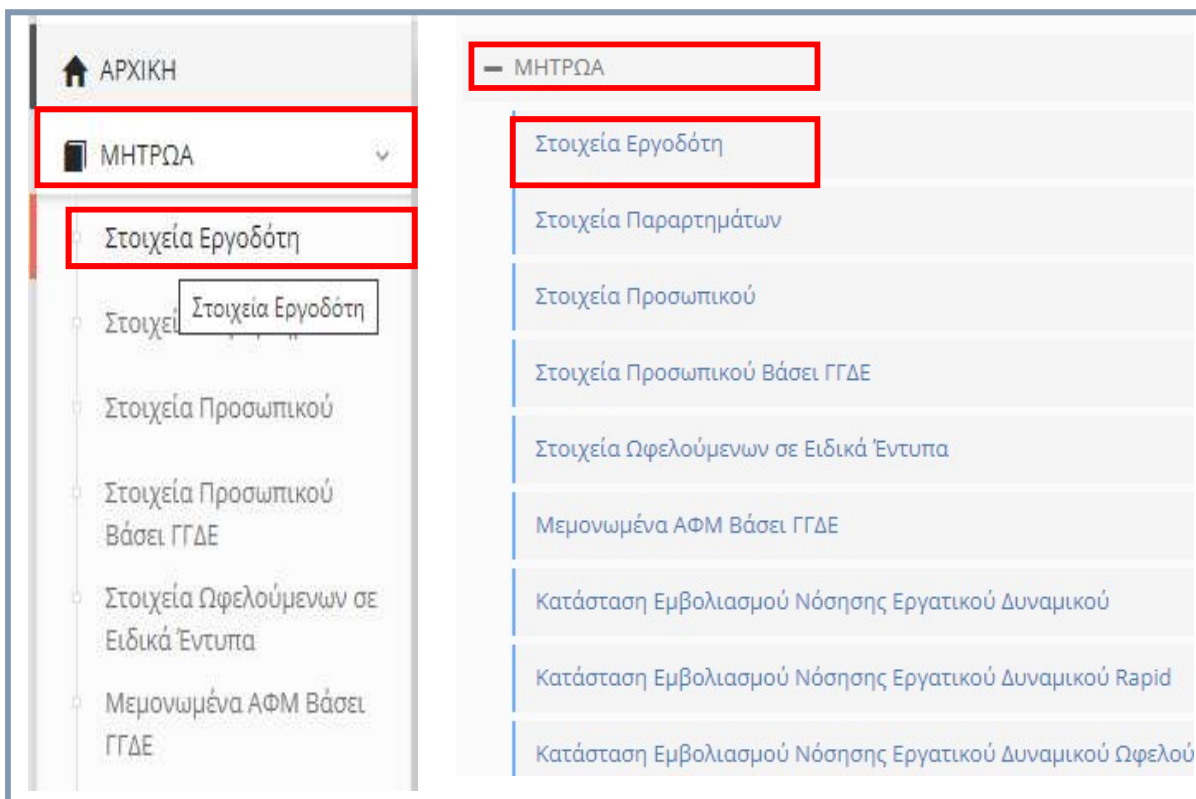 ΑΡΧΙΚΗ
ΜΗΤΡΩΑ
Στοιχεία Εργοδότη
Στοιχεία Εργοδότη
Στοιχεί
Στοιχεία Προσωπικού
Στοιχεία Προσωπικού
Βάσει ΓΓΔΕ
Στοιχεία Ωφελούμενων σε
Ειδικά Έντυπα
Μεμονωμένα ΑΦΜ Βάσει
ΓΓΔΕ
ΜΗΤΡΩΑ
Στοιχεία Εργοδότη
Στοιχεία Παραρτημάτων
Στοιχεία Προσωπικού
Στοιχεία Προσωπικού Βάσει ΓΓΔΕ
Στοιχεία Ωφελούμενων σε Ειδικά Έντυπα
Μεμονωμένα ΑΦΜ Βάσει ΓΓΔΕ
Κατάσταση Εμβολιασμού Νόσησης Εργατικού Δυναμικού
Κατάσταση Εμβολιασμού Νόσησης Εργατικού Δυναμικού Rapid
Κατάσταση Εμβολιασμού Νόσησης Εργατικού Δυναμικού Ωφελού